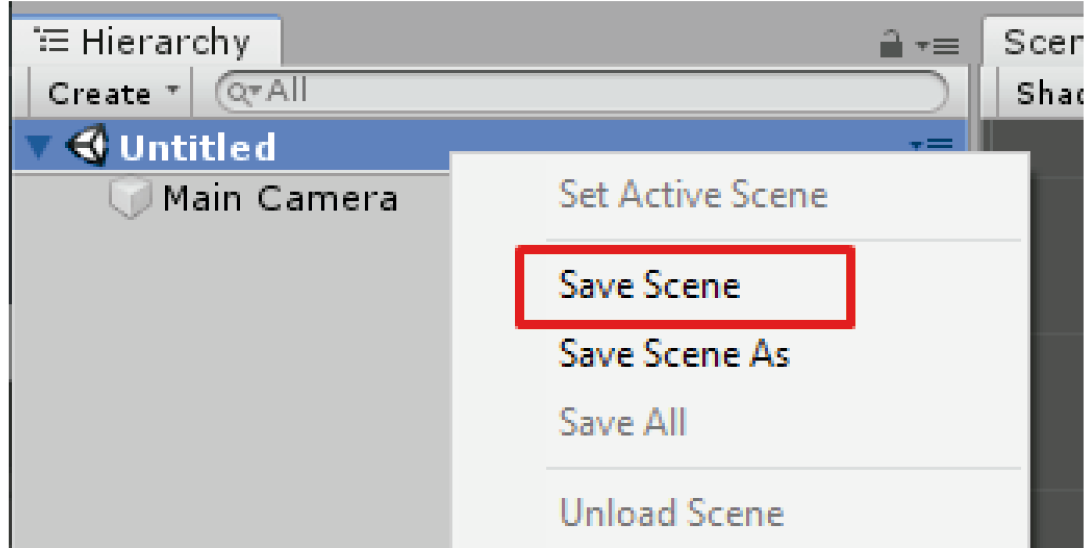 Hierarchy
Scen
Create
All
Shad
Untitled
Main Camera
Set Active Scene
Save Scene
Save Scene As
Save All
Unload Scene